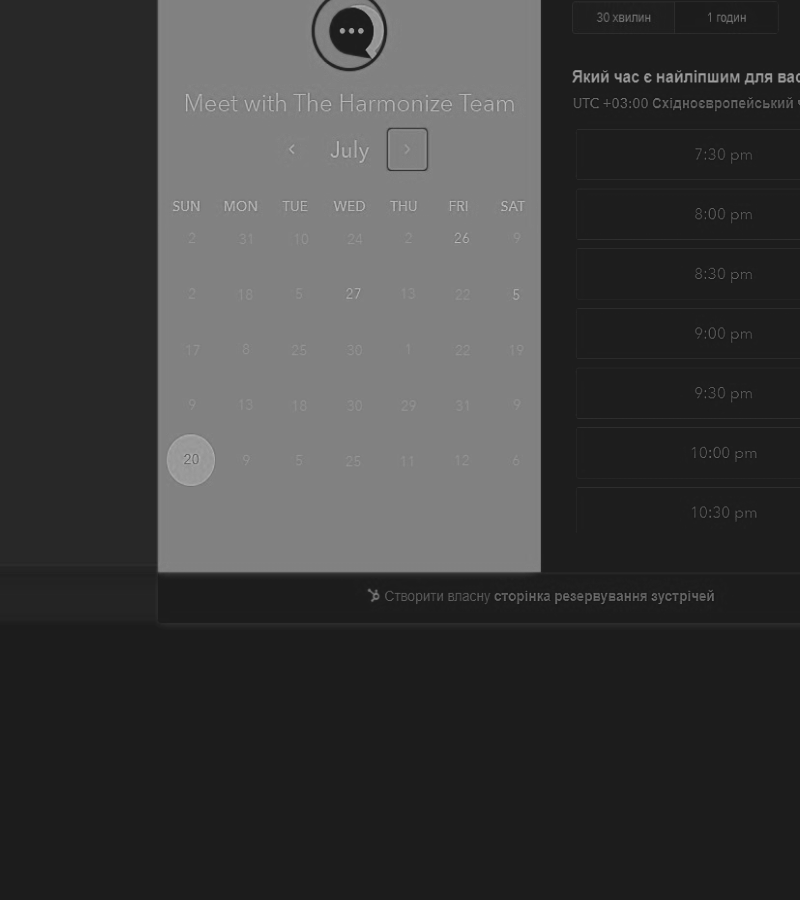 30 хвилин 1 годин
Meet with The Harmonize Team
July
SUN MON TUE WED THU FRI SAT
2 31 10 24 2 26 9
2 18 5 27 13 22 5
17 8 25 30 1 22 19
9 13 18 30 29 31 9
20 9 5 25 11 12 6
Який час є найліпшим для вас
UTC +03:00 Східноєвропейський
7:30 pm
8:00 pm
8:30 pm
9:00 pm
9:30 pm
10:00 pm
10:30 pm
Створити власну сторінка резервування зустрічей